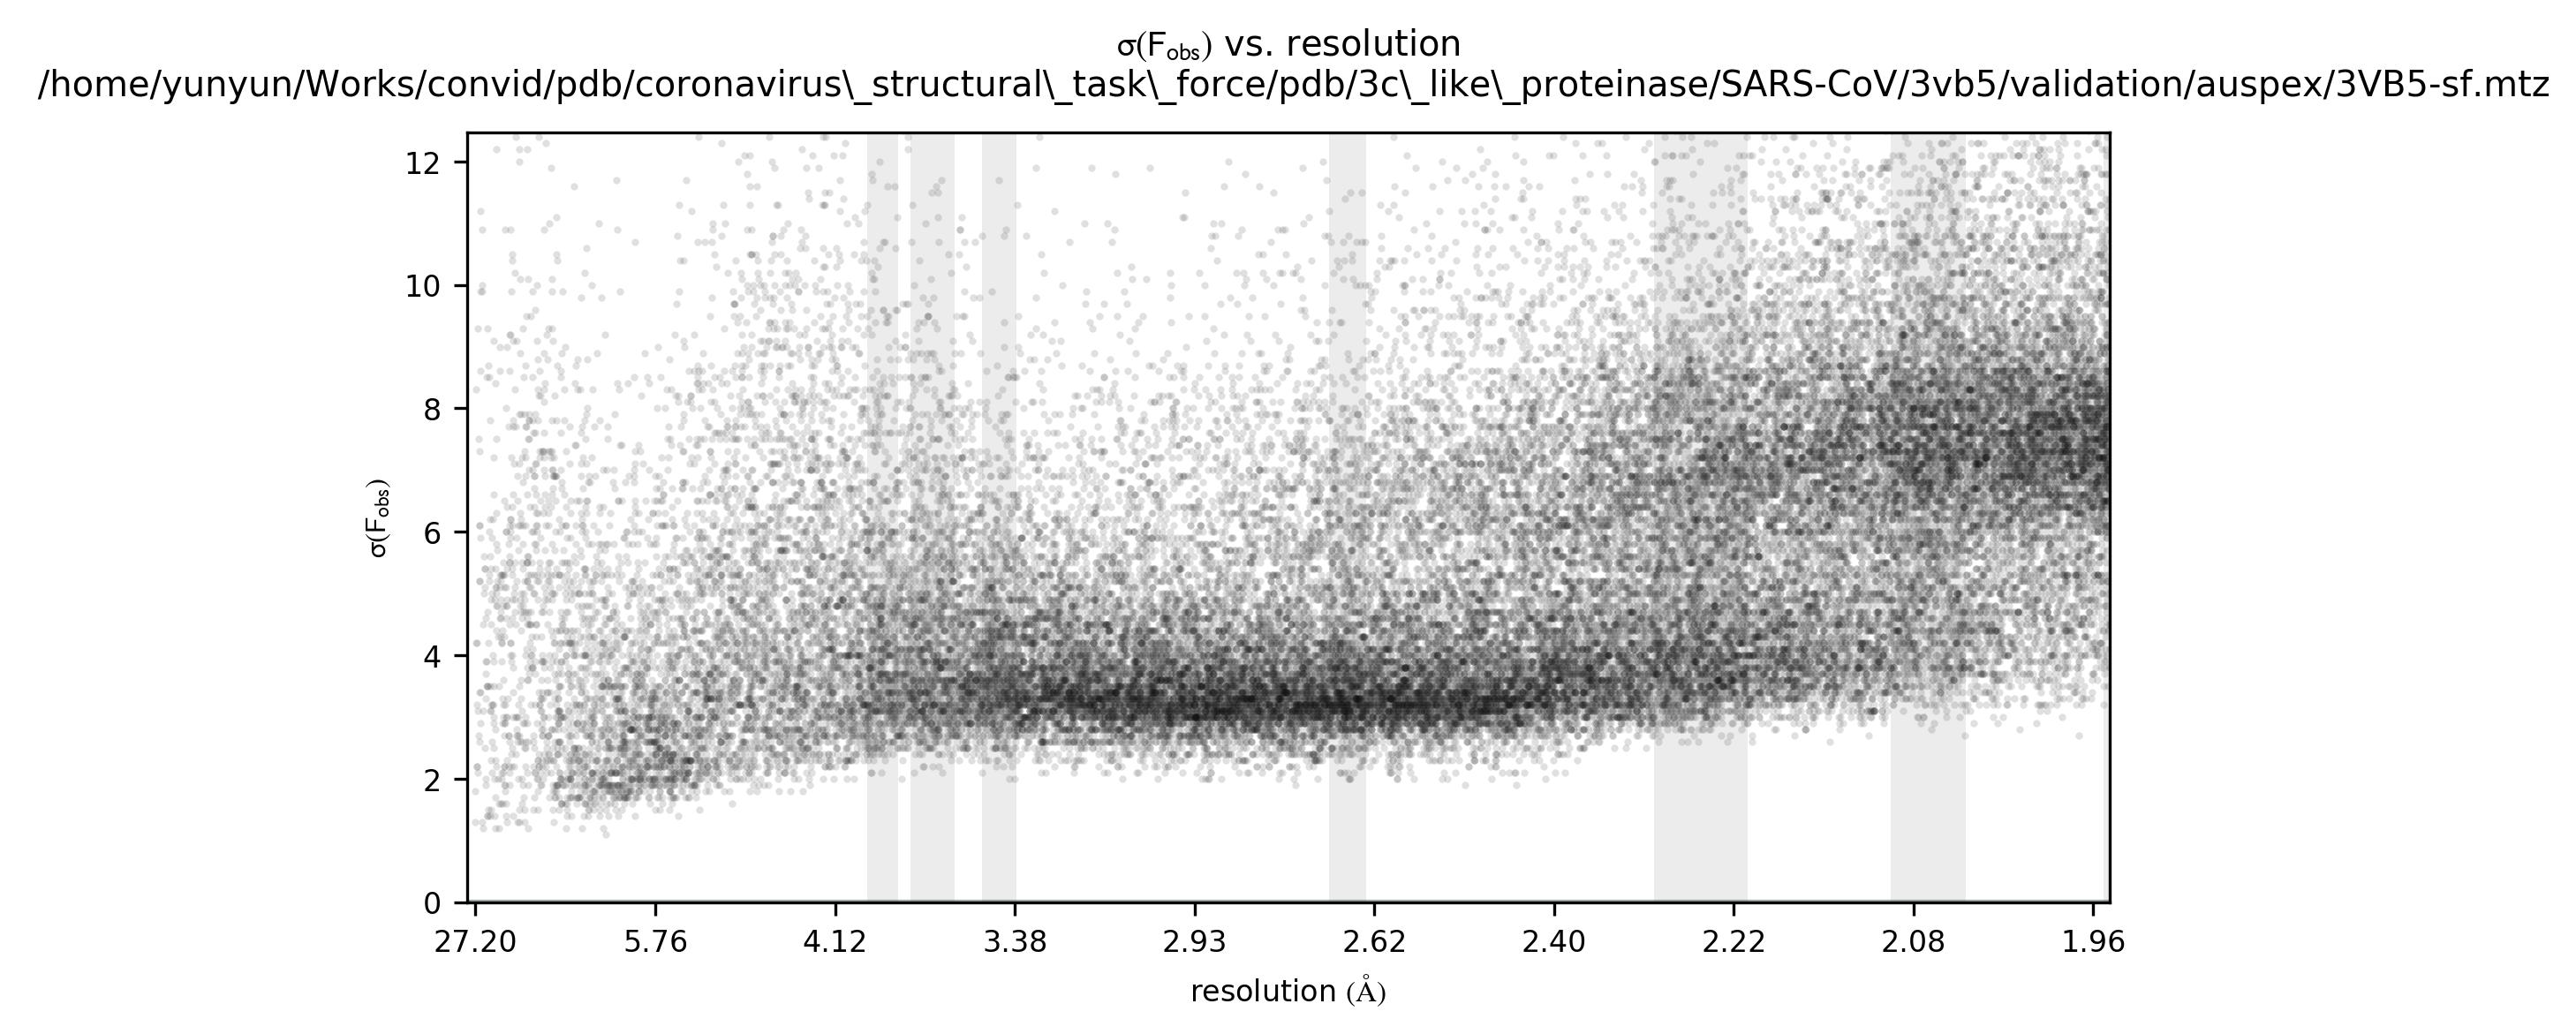 σ(Fobs) vs. resolution
/home/yunyun/Works/convid/pdb/coronavirus\_structural\_task\_force/pdb/3c\_like\_proteinase/SARS-CoV/3vb5/validation/auspex/3VB5-sf.mtz
12
10
8
6
4
2
0
σ(Fobs)
27.20 5.76 4.12 3.38 2.93 2.62 2.40 2.22 2.08 1.96
resolution (Å)